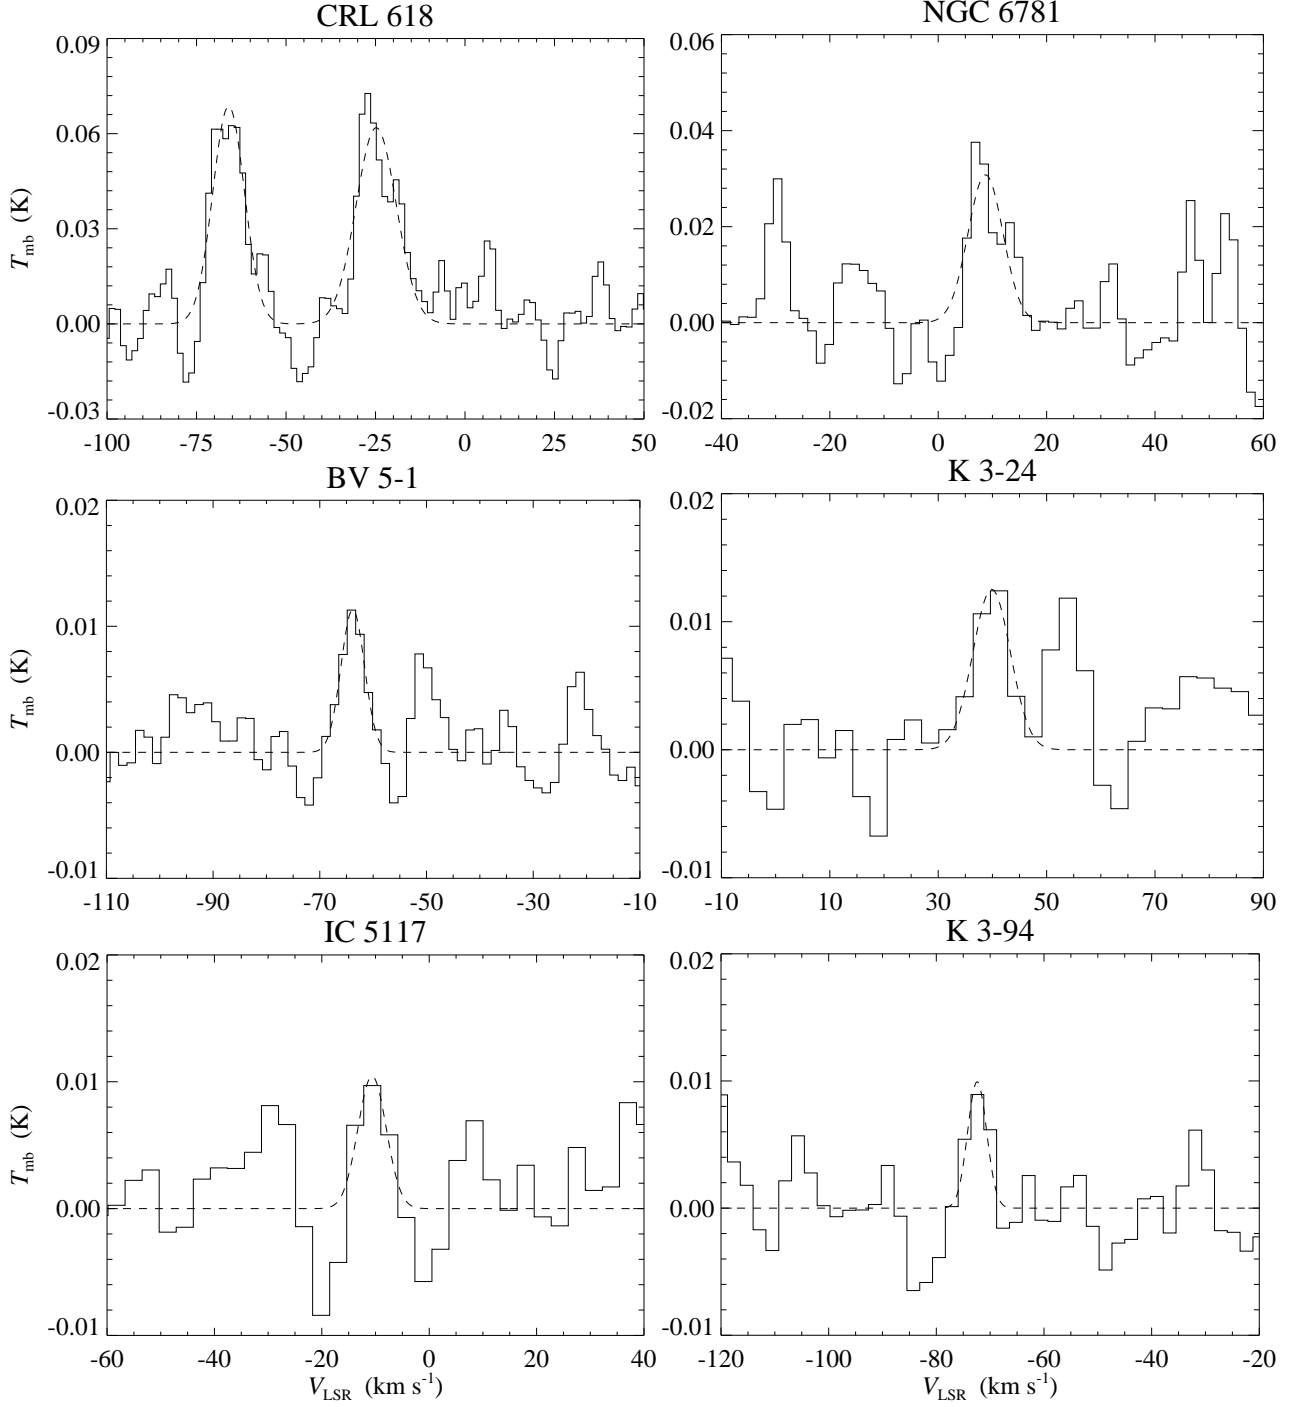 CRL 618
NGC 6781
0.09
0.06
0.03
0.00
-0.03
T_mb (K)
-100 -75 -50 -25 0 25 50
0.06
0.04
0.02
0.00
-0.02
-40 -20 0 20 40 60
BV 5-1
K 3-24
0.02
0.01
0.00
-0.01
T_mb (K)
-110 -90 -70 -50 -30 -10
0.02
0.01
0.00
-0.01
-10 10 30 50 70 90
IC 5117
K 3-94
0.02
0.01
0.00
-0.01
T_mb (K)
-60 -40 -20 0 20 40
V_LSR (km s^-1)
0.02
0.01
0.00
-0.01
-120 -100 -80 -60 -40 -20
V_LSR (km s^-1)